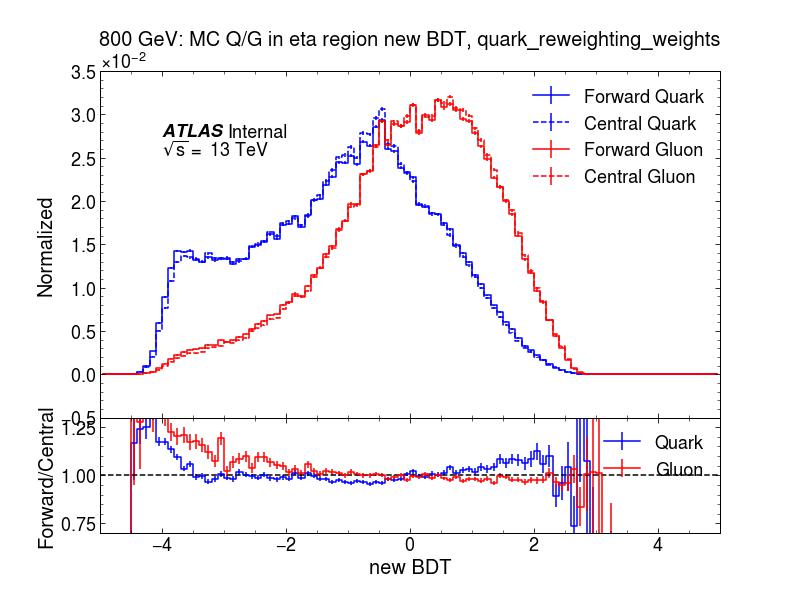 800 GeV: MC Q/G in eta region new BDT, quark_reweighting_weights
×10⁻²
3.5
3.0
2.5
2.0
1.5
1.0
0.5
0.0
0.5
Normalized
ATLAS Internal
√s = 13 TeV
Forward Quark
Central Quark
Forward Gluon
Central Gluon
1.25
1.00
0.75
Forward/Central
Quark
Gluon
−4 −2 0 2 4
new BDT